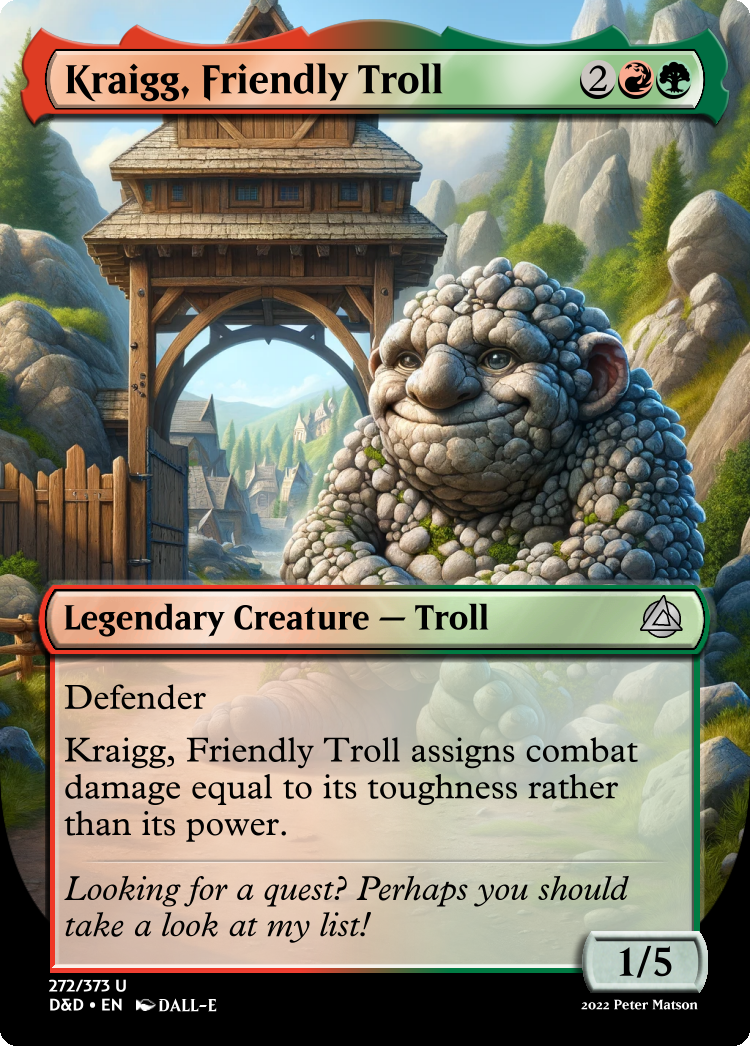 Kraigg, Friendly Troll 2
Legendary Creature — Troll
Defender
Kraigg, Friendly Troll assigns combat
damage equal to its toughness rather
than its power.
Looking for a quest? Perhaps you should
take a look at my list!
1/5
272/373 U
D&D • EN DALL-E
2022 Peter Matson